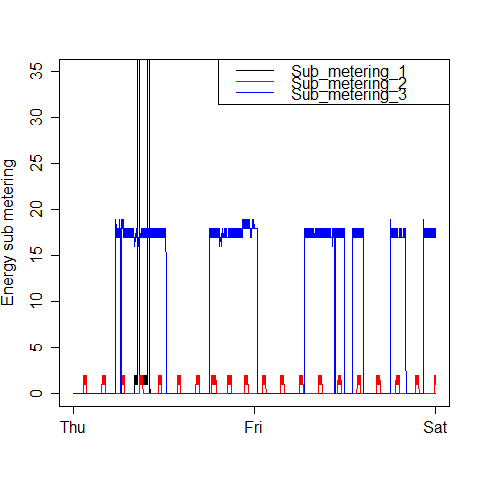 Sub_metering_1
Sub_metering_2
Sub_metering_3
Energy sub metering
35
30
25
20
15
10
5
0
Thu
Fri
Sat